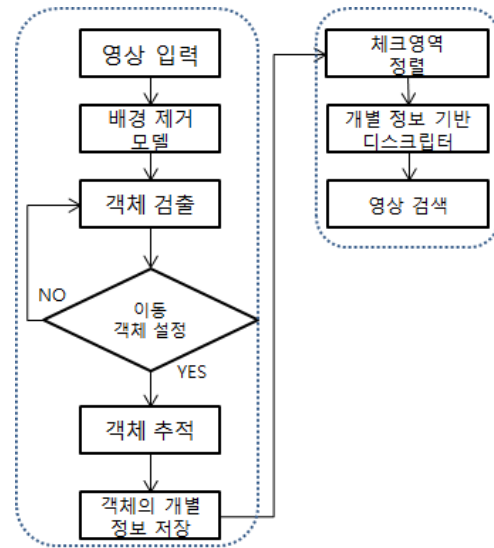 영상 입력
배경 제거
모델
객체 검출
NO
이동
객체 설정
YES
객체 추적
객체의 개별
정보 저장
체크영역
정렬
개별 정보 기반
디스크립터
영상 검색